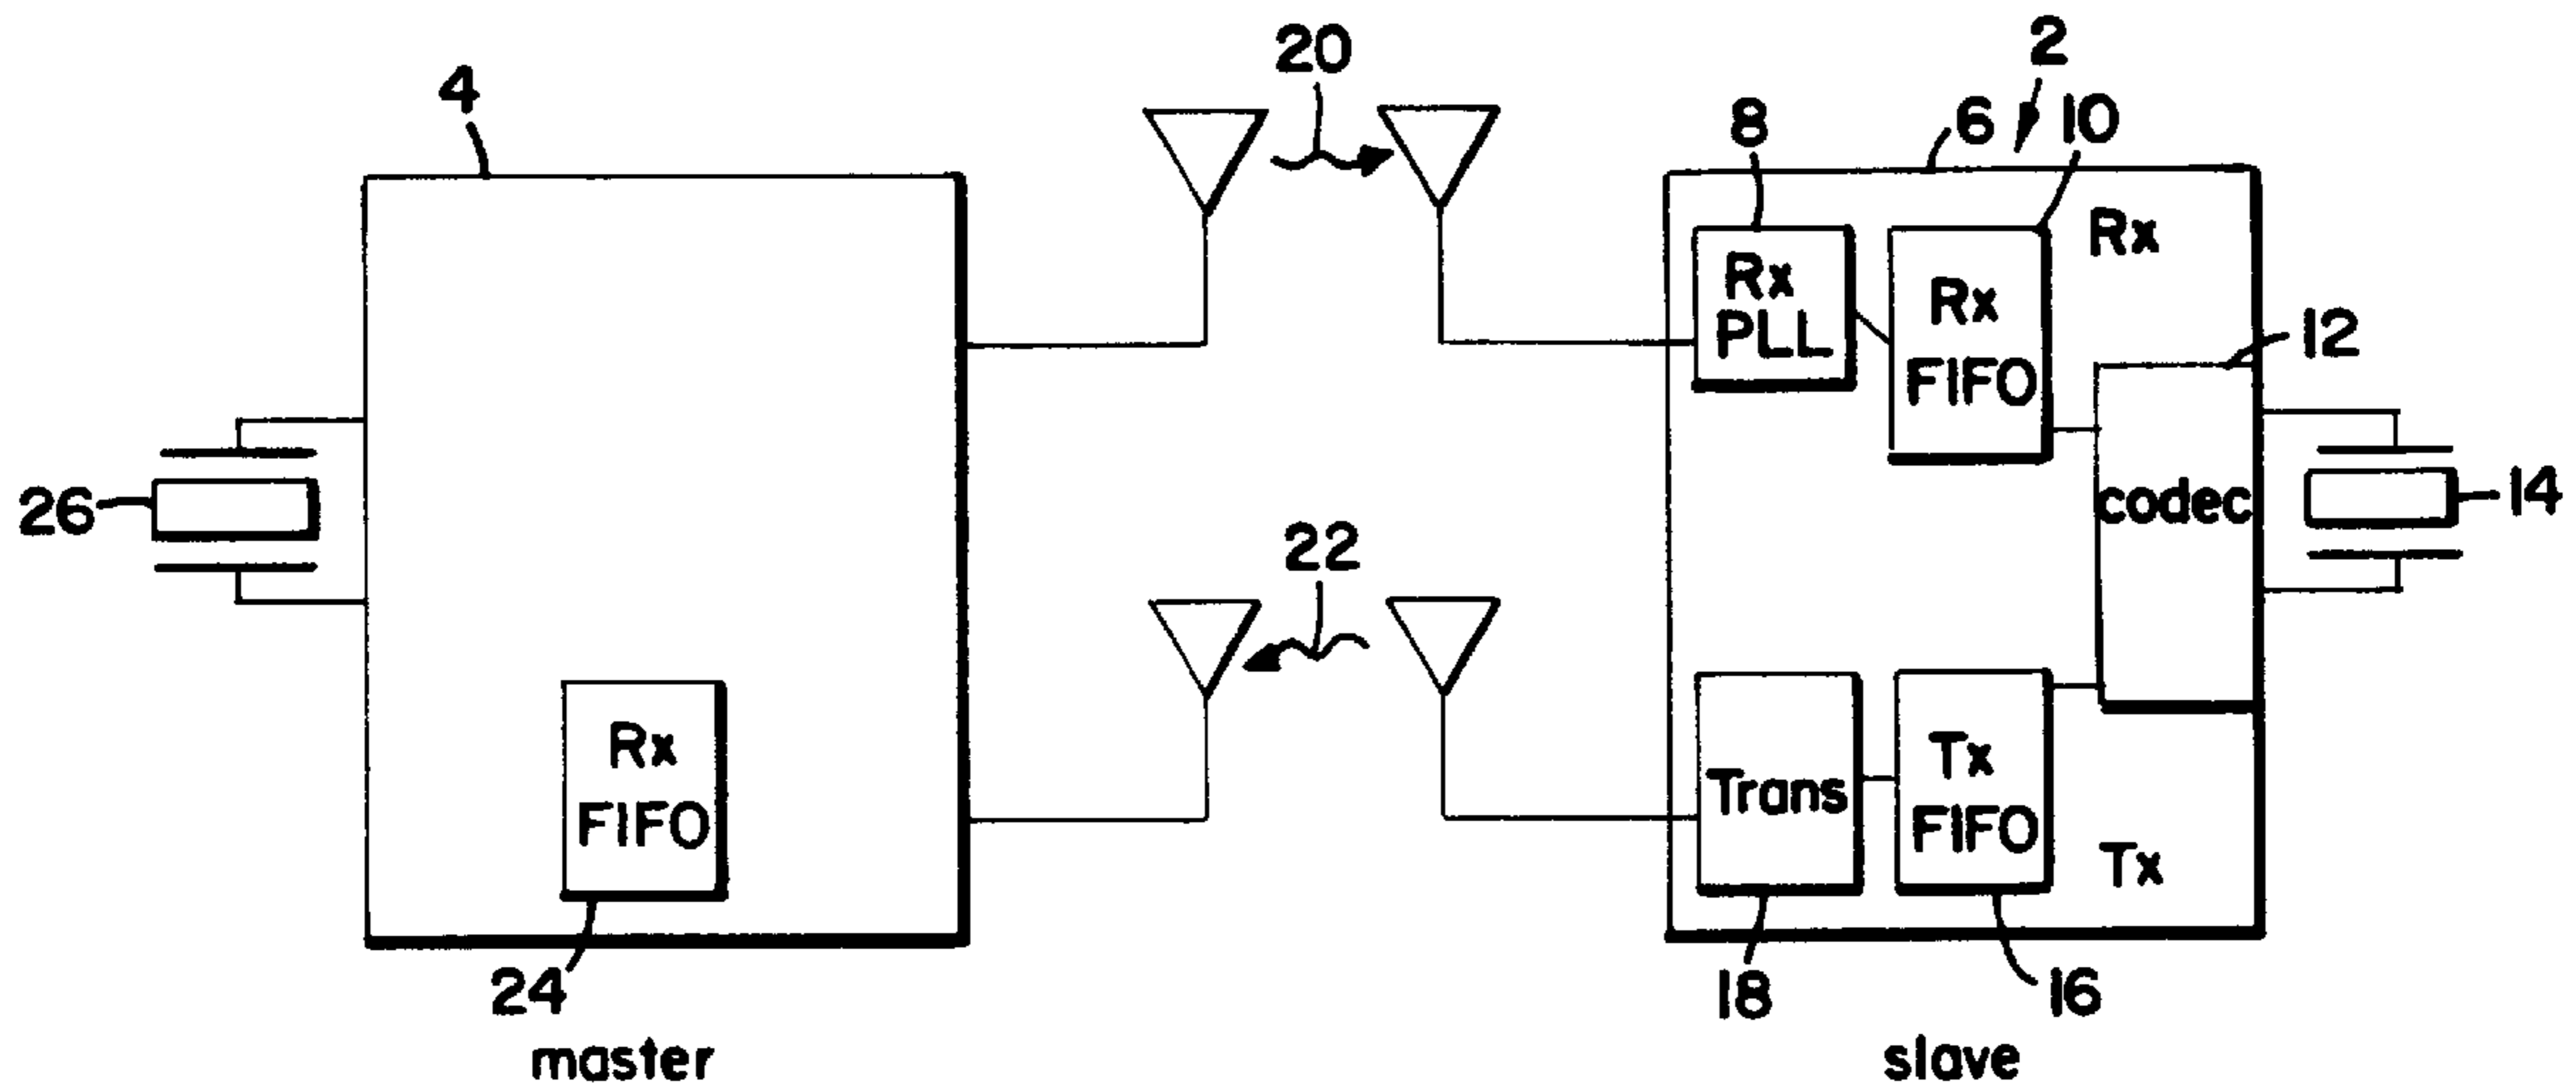 20
2
4
8
6
10
Rx
Rx
PLL
Rx
FIFO
12
26
codec
14
22
Rx
FIFO
Trans
Tx
FIFO
Tx
24
18
16
master
slave